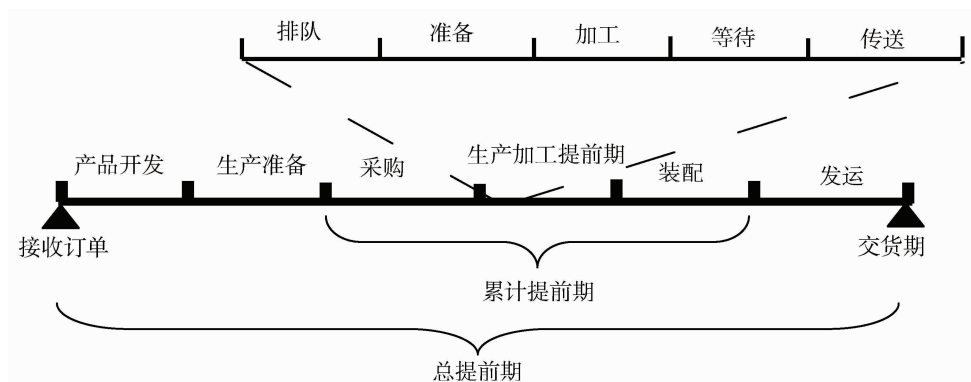 排队 准备 加工 等待 传送
产品开发 生产准备 采购 生产加工提前期 装配 发运
接收订单 交货期
累计提前期
总提前期